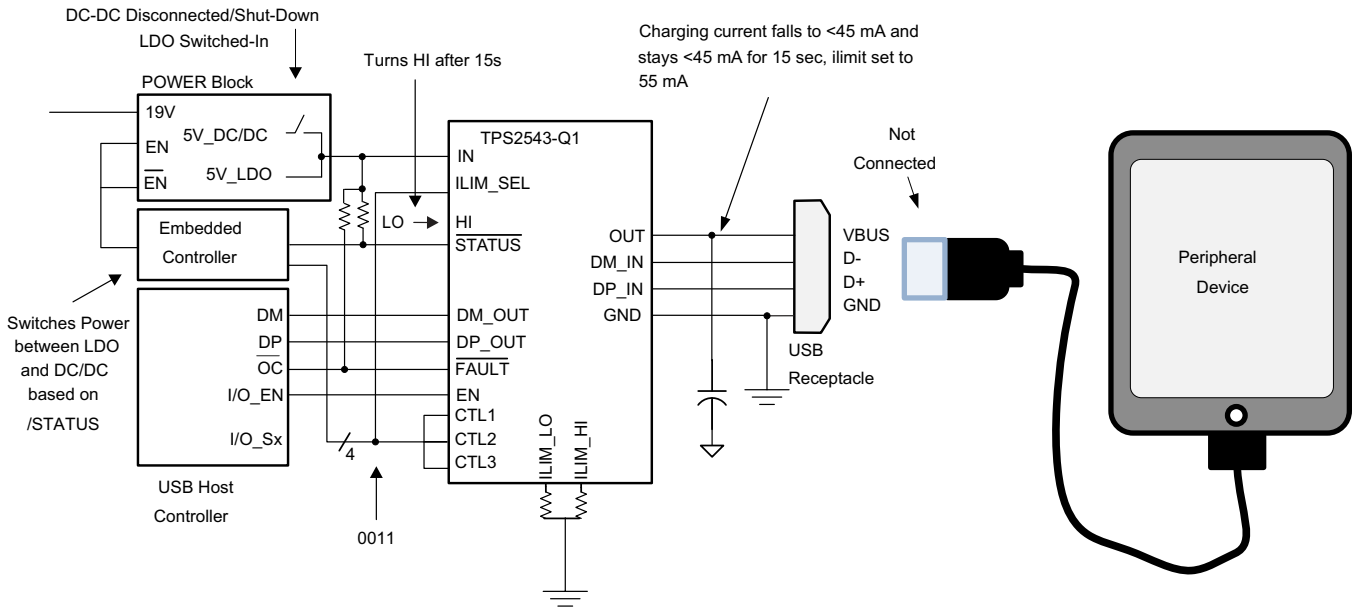 DC-DC Disconnected/Shut-Down
LDO Switched-In
Turns HI after 15s
Charging current falls to <45 mA and
stays <45 mA for 15 sec, ilimit set to
55 mA
POWER Block
19V
EN
5V_DC/DC
EN
5V_LDO
TPS2543-Q1
IN
ILIM_SEL
LO
HI
STATUS
Not
Connected
Embedded
Controller
OUT
DM_IN
DP_IN
GND
VBUS
D-
D+
GND
Peripheral
Device
Switches Power
between LDO
and DC/DC
based on
/STATUS
DM
DP
OC
I/O_EN
I/O_Sx
DM_OUT
DP_OUT
FAULT
EN
CTL1
CTL2
CTL3
ILIM_LO
ILIM_HI
4
USB
Receptacle
USB Host
Controller
0011